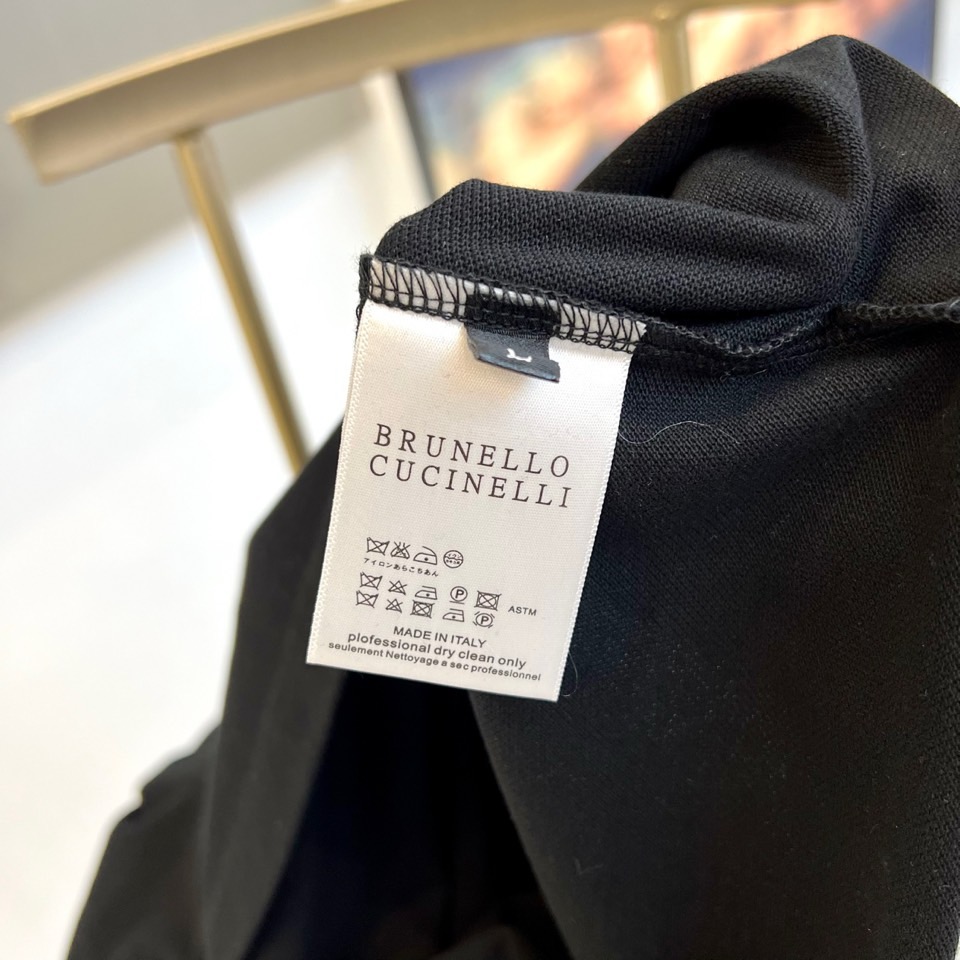 L
BRUNELLO
CUCINELLI
アイロンあらこちあん
P
ASTM
P
MADE IN ITALY
plofessional dry clean only
seulement Nettoyage a sec professionnel